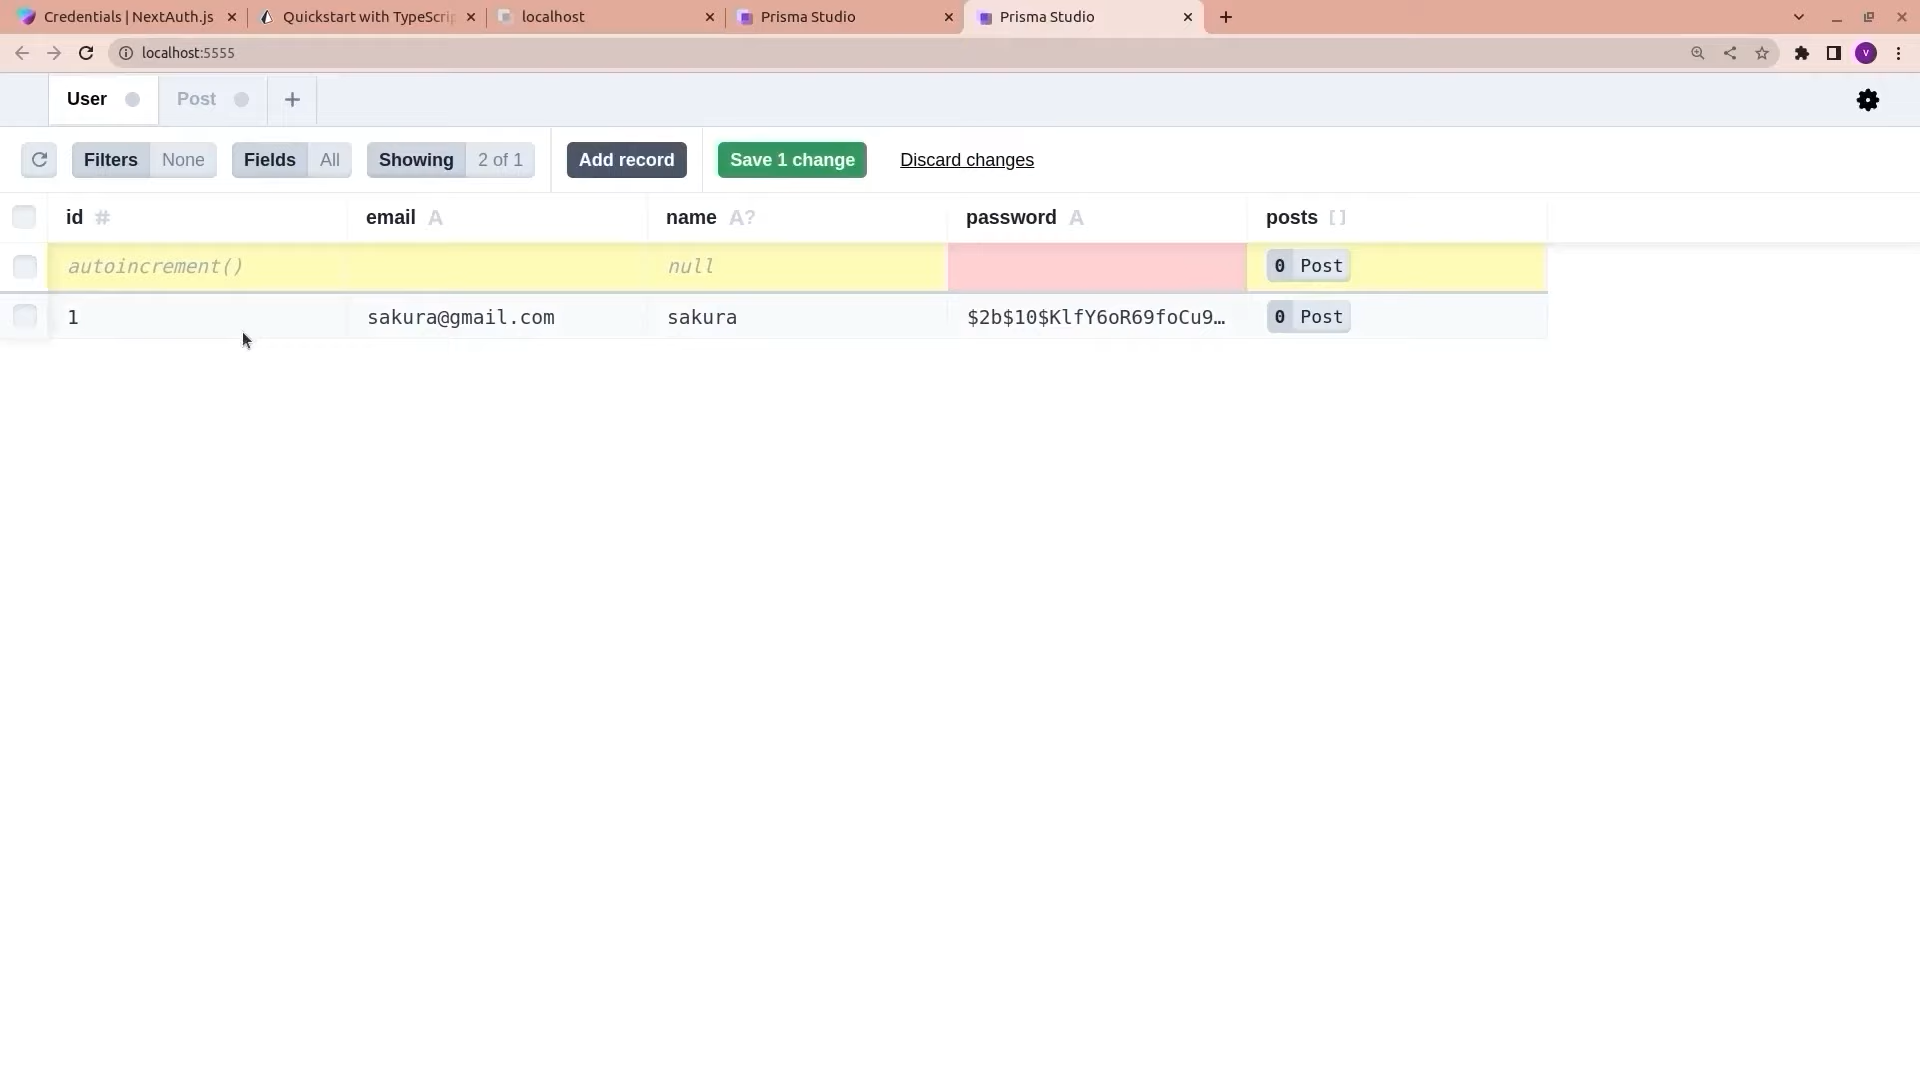 Credentials | NextAuth.js
Quickstart with TypeScrip
localhost
Prisma Studio
Prisma Studio
localhost:5555
V
User
Post
Filters None
Fields All
Showing 2 of 1
Add record
Save 1 change
Discard changes
id #
email A
name A?
password A
posts []
autoincrement()
null
0 Post
1
sakura@gmail.com
sakura
$2b$10$KlfY6oR69foCu9…
0 Post